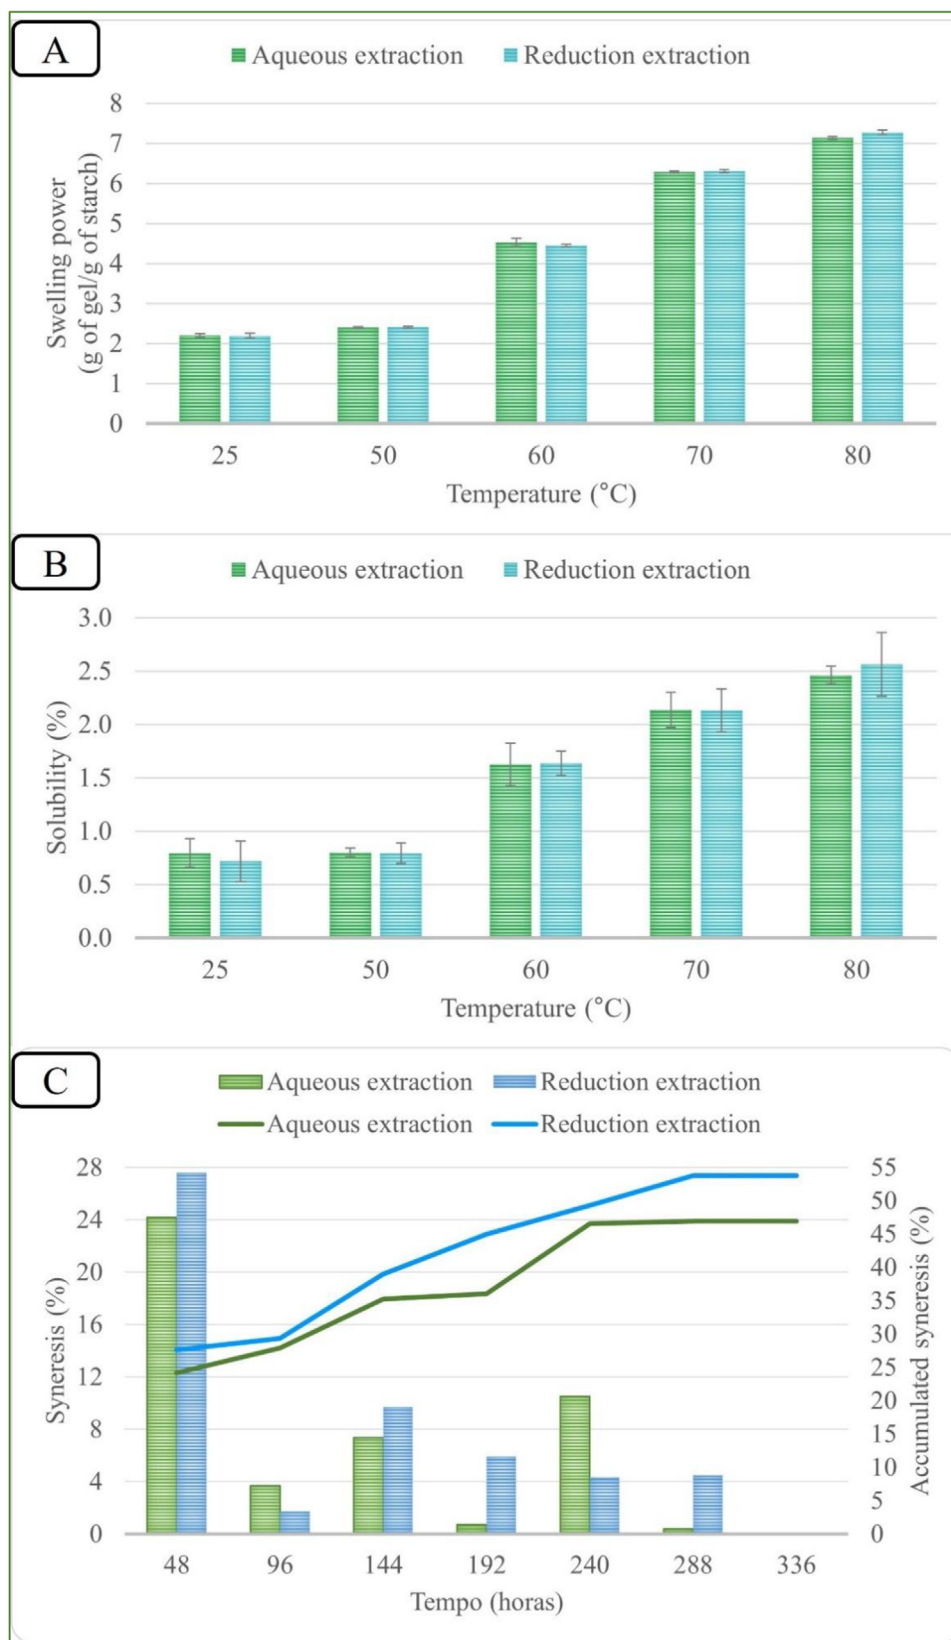 A
Aqueous extraction Reduction extraction
8
7
6
5
4
3
2
1
0
Swelling power
(g of gel/g of starch)
25 50 60 70 80
Temperature (°C)
B
Aqueous extraction Reduction extraction
3.0
2.5
2.0
1.5
1.0
0.5
0.0
Solubility (%)
25 50 60 70 80
Temperature (°C)
C
Aqueous extraction Reduction extraction
Aqueous extraction Reduction extraction
28
24
20
16
12
8
4
0
Syneresis (%)
55
50
45
40
35
30
25
20
15
10
5
0
Accumulated syneresis (%)
48 96 144 192 240 288 336
Tempo (horas)